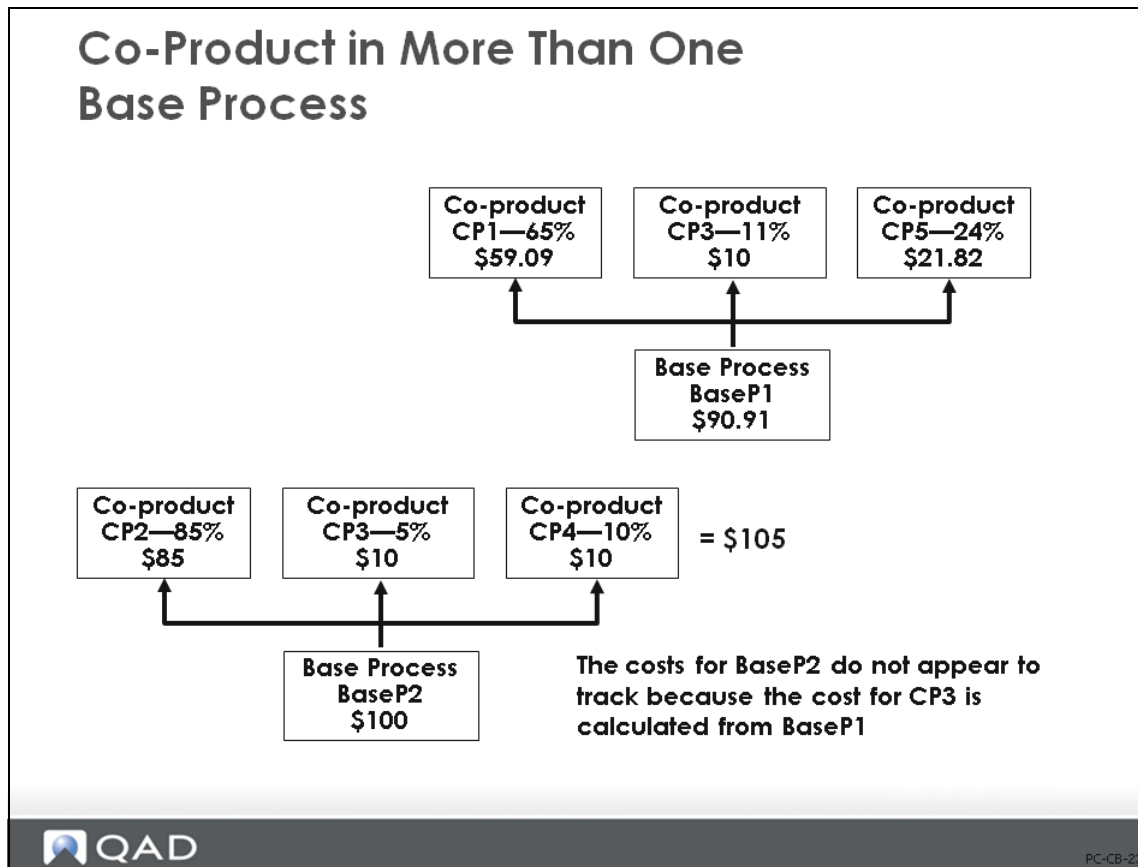 Co-Product in More Than One
Base Process
Co-product
CP1—65%
$59.09
Co-product
CP3—11%
$10
Co-product
CP5—24%
$21.82
Base Process
BaseP1
$90.91
Co-product
CP2—85%
$85
Co-product
CP3—5%
$10
Co-product
CP4—10%
$10
= $105
Base Process
BaseP2
$100
The costs for BaseP2 do not appear to
track because the cost for CP3 is
calculated from BaseP1
QAD